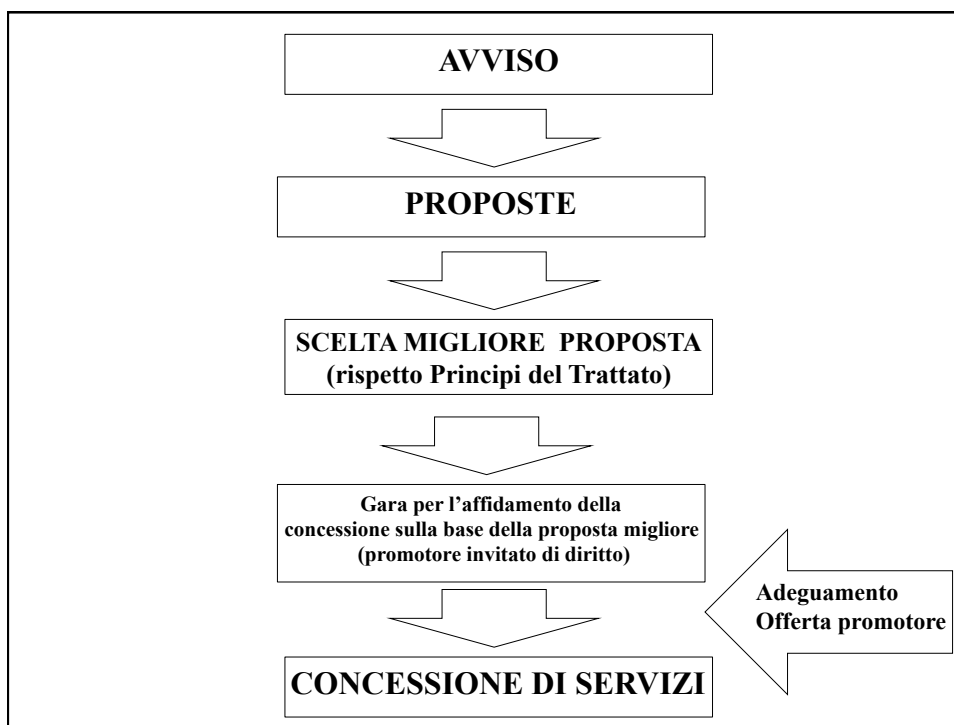 AVVISO
PROPOSTE
SCELTA MIGLIORE PROPOSTA
(rispetto Principi del Trattato)
Gara per l’affidamento della
concessione sulla base della proposta migliore
(promotore invitato di diritto)
Adeguamento
Offerta promotore
CONCESSIONE DI SERVIZI